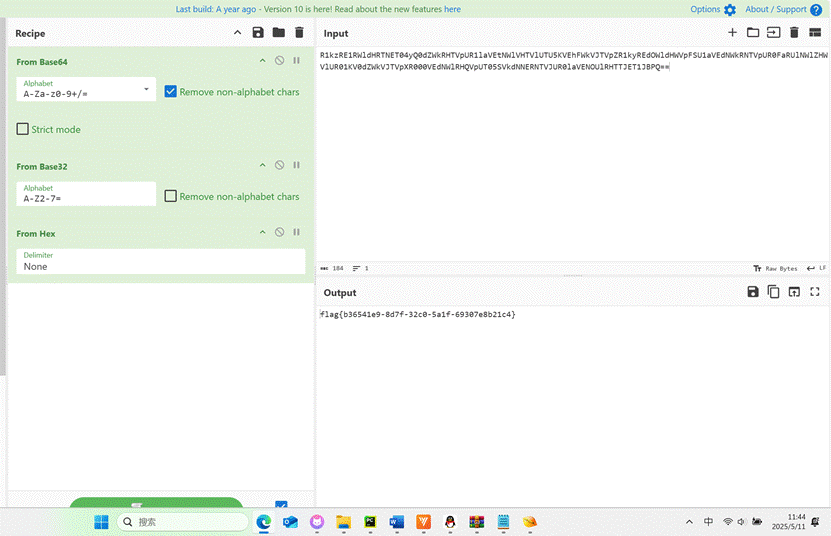 Last build: A year ago - Version 10 is here! Read about the new features here
Options
About / Support
Recipe
From Base64
Alphabet
A-Za-z0-9+/=
Remove non-alphabet chars
Strict mode
From Base32
Alphabet
A-Z2-7=
Remove non-alphabet chars
From Hex
Delimiter
None
Input
R1kzRE1RWldHRTNET04yQ0dZWkRHTVpUR1laVEtNWlVHTVlUTU5KVEhFWkVJTVpZR1kyREdOWldHWVpFSU1aVEdNWkRNTVpUR0FaRUlNWlZHW
VlUR01KV0dZWkVJTVpXR000VEdNWlRHQVpUT05SVkdNNERNTVJUR0laVENOUlRHTTJET1JBPQ==
184
1
Raw Bytes
LF
Output
flag{b36541e9-8d7f-32c0-5a1f-69307e8b21c4}
搜索
中
11:44
2025/5/11